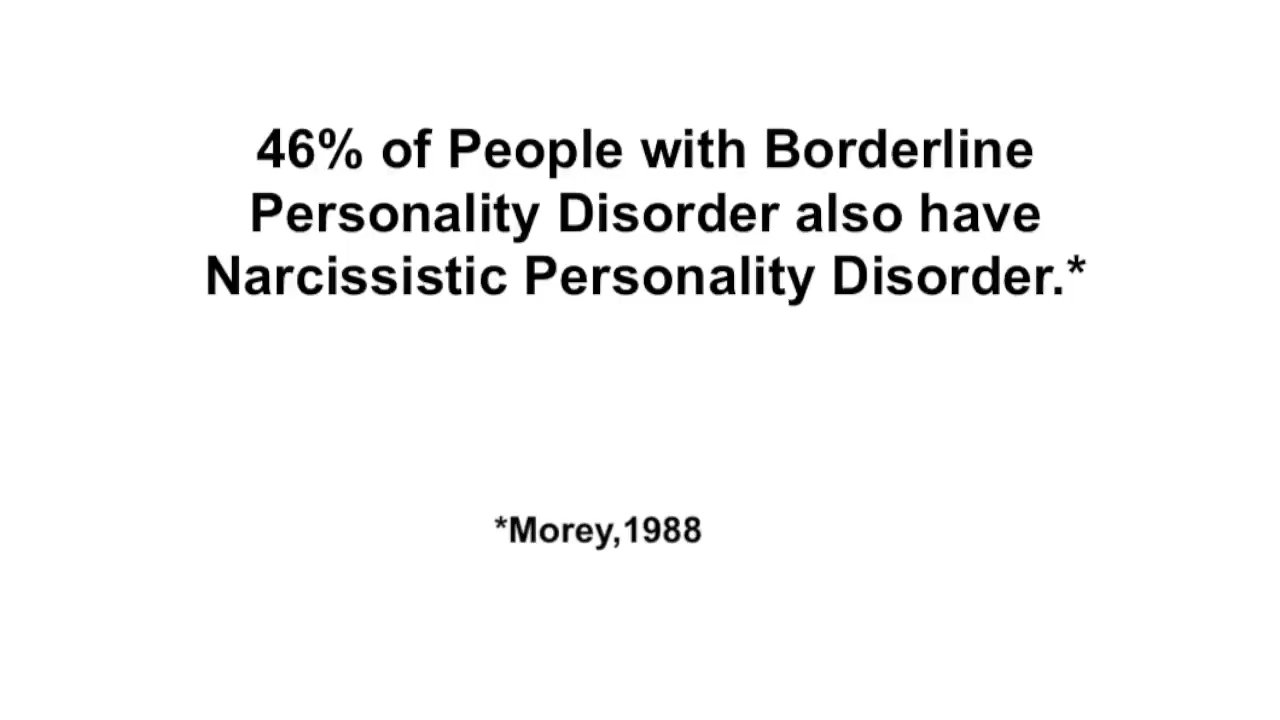 46% of People with Borderline
Personality Disorder also have
Narcissistic Personality Disorder.*
*Morey,1988